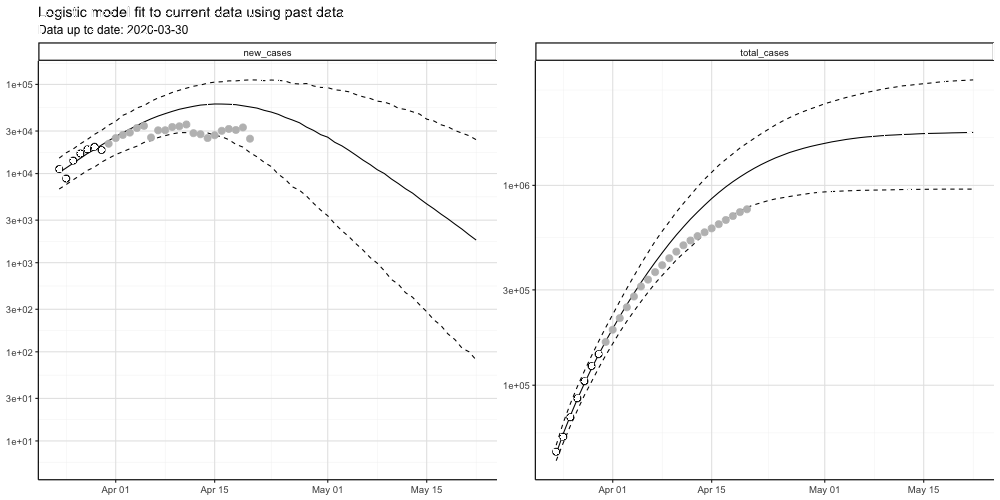 Logistic model fit to current data using past data
Data up to date: 2020-03-30
new_cases
total_cases
1e+05
3e+04
1e+04
3e+03
1e+03
3e+02
1e+02
3e+01
1e+01
Apr 01
Apr 15
May 01
May 15
1e+06
3e+05
1e+05
Apr 01
Apr 15
May 01
May 15